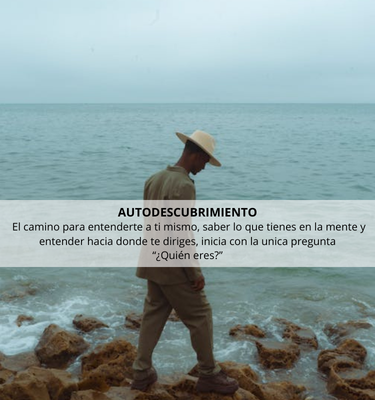 AUTODESCUBRIMIENTO
El camino para entenderte a ti mismo, saber lo que tienes en la mente y
entender hacia donde te diriges, inicia con la unica pregunta
“¿Quién eres?”